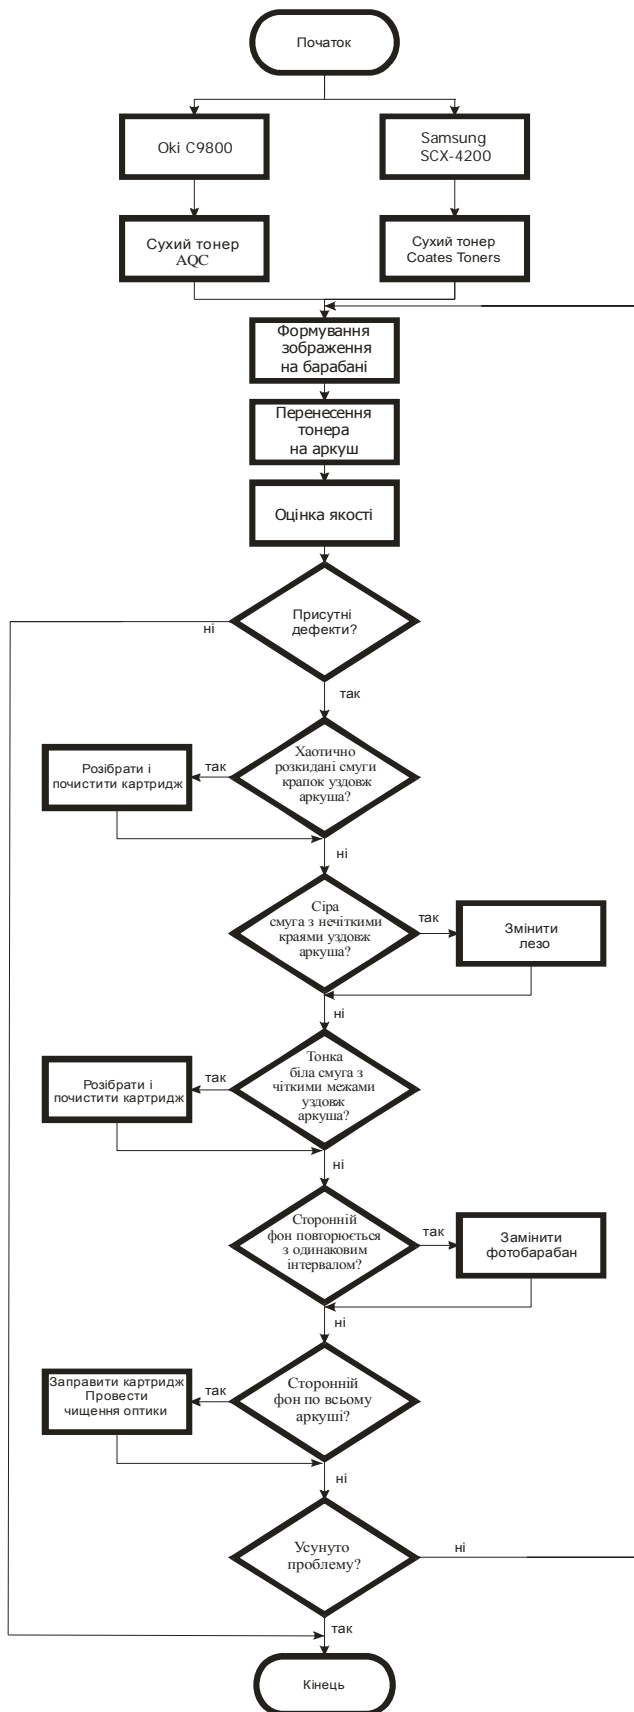 Початок
Oki C9800
Samsung
SCX-4200
Сухий тонер
AQC
Сухий тонер
Coates Toners
Формування
зображення
на барабані
Перенесення
тонера
на аркуш
Оцінка якості
Присутні
дефекти?
ні
так
Хаотично
розкидані смуги
крапок уздовж
аркуша?
так
Розібрати і
почистити картридж
ні
Сіра
смуга з нечіткими
краями уздовж
аркуша?
так
Змінити
лезо
ні
Тонка
біла смуга з
чіткими межами
уздовж
аркуша?
так
Розібрати і
почистити картридж
ні
Сторонній
фон повторюється
з одинаковим
інтервалом?
так
Замінити
фотобарабан
ні
Сторонній
фон по всьому
аркуші?
так
Заправити картридж
Провести
чищення оптики
ні
Усунуто
проблему?
ні
так
Кінець